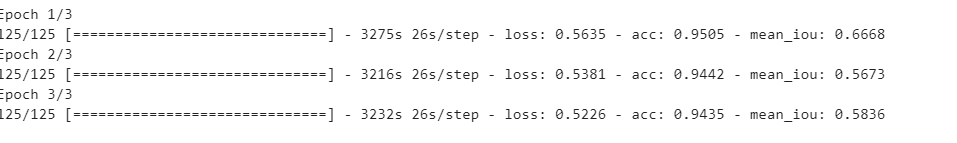 Epoch 1/3
125/125 [==============================] - 3275s 26s/step - loss: 0.5635 - acc: 0.9505 - mean_iou: 0.6668
Epoch 2/3
125/125 [==============================] - 3216s 26s/step - loss: 0.5381 - acc: 0.9442 - mean_iou: 0.5673
Epoch 3/3
125/125 [==============================] - 3232s 26s/step - loss: 0.5226 - acc: 0.9435 - mean_iou: 0.5836